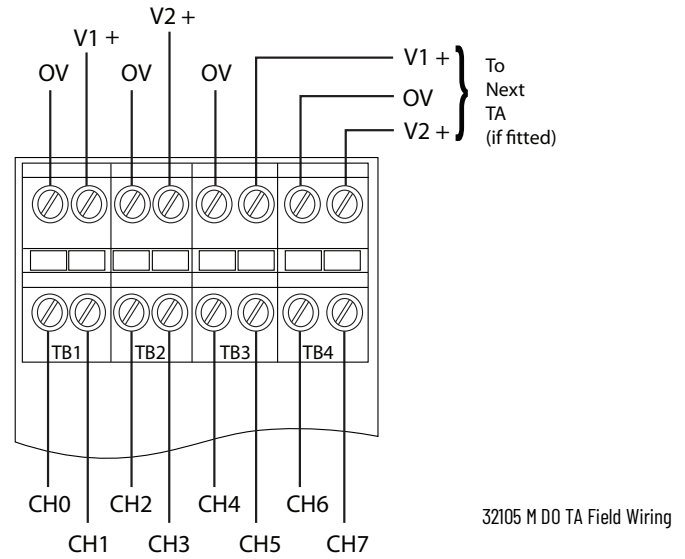 V2 +
V1 +
OV
OV
OV
V1 +
OV
V2 +
To
Next
TA
(if fitted)
TB1
TB2
TB3
TB4
CH0
CH2
CH4
CH6
CH1
CH3
CH5
CH7
32105 M DO TA Field Wiring